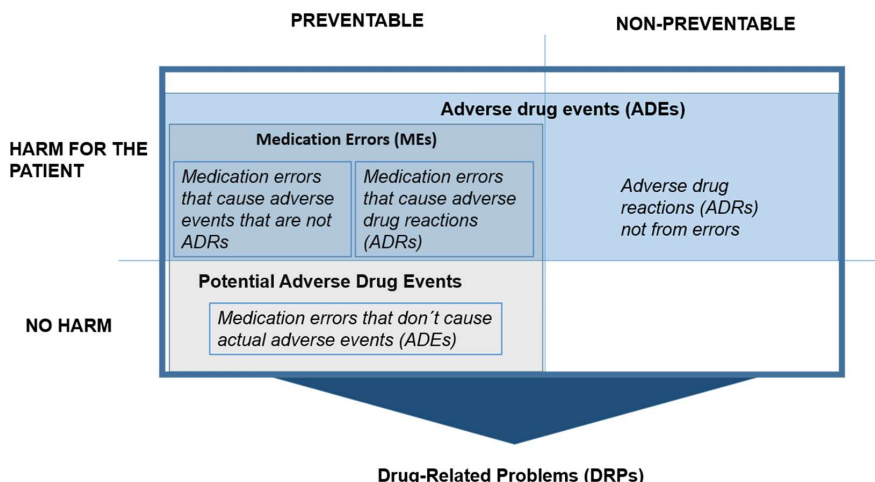 PREVENTABLE
NON-PREVENTABLE
Adverse drug events (ADEs)
HARM FOR THE
PATIENT
Medication Errors (MEs)
Medication errors
that cause adverse
events that are not
ADRs
Medication errors
that cause adverse
drug reactions
(ADRs)
Adverse drug
reactions (ADRs)
not from errors
Potential Adverse Drug Events
NO HARM
Medication errors that don´t cause
actual adverse events (ADEs)
Drug-Related Problems (DRPs)